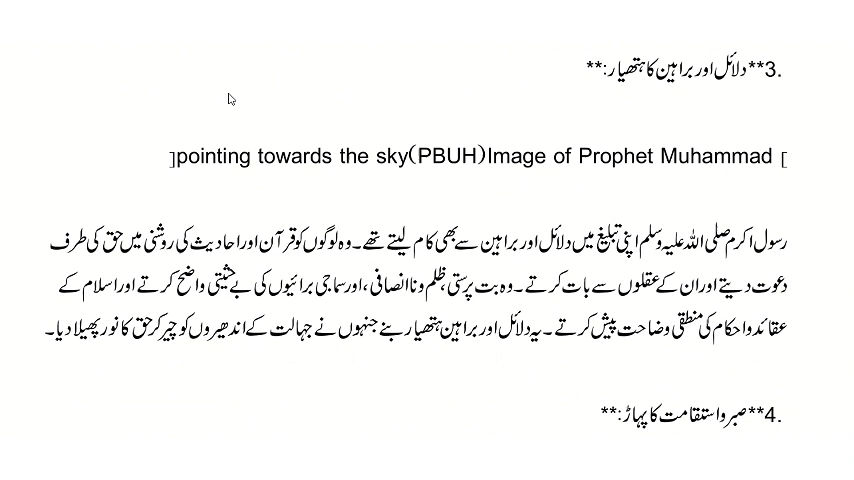 3.** دلائل اور براہین کا ہتھیار:**
[Image of Prophet Muhammad (PBUH) pointing towards the sky]
رسول اکرم صلی اللہ علیہ وسلم اپنی تبلیغ میں دلائل اور براہین سے بھی کام لیتے تھے۔ وہ لوگوں کو قرآن اور احادیث کی روشنی میں حق کی طرف
دعوت دیتے اور ان کے عقلوں سے بات کرتے۔ وہ بت پرستی، ظلم و ناانصافی، اور سماجی برائیوں کی بے حیثیتی واضح کرتے اور اسلام کے
عقائد و احکام کی منطقی وضاحت پیش کرتے۔ یہ دلائل اور براہین ہتھیار بنے جنہوں نے جہالت کے اندھیروں کو چیر کر حق کا نور پھیلا دیا۔
4.** صبر و استقامت کا پہاڑ:**